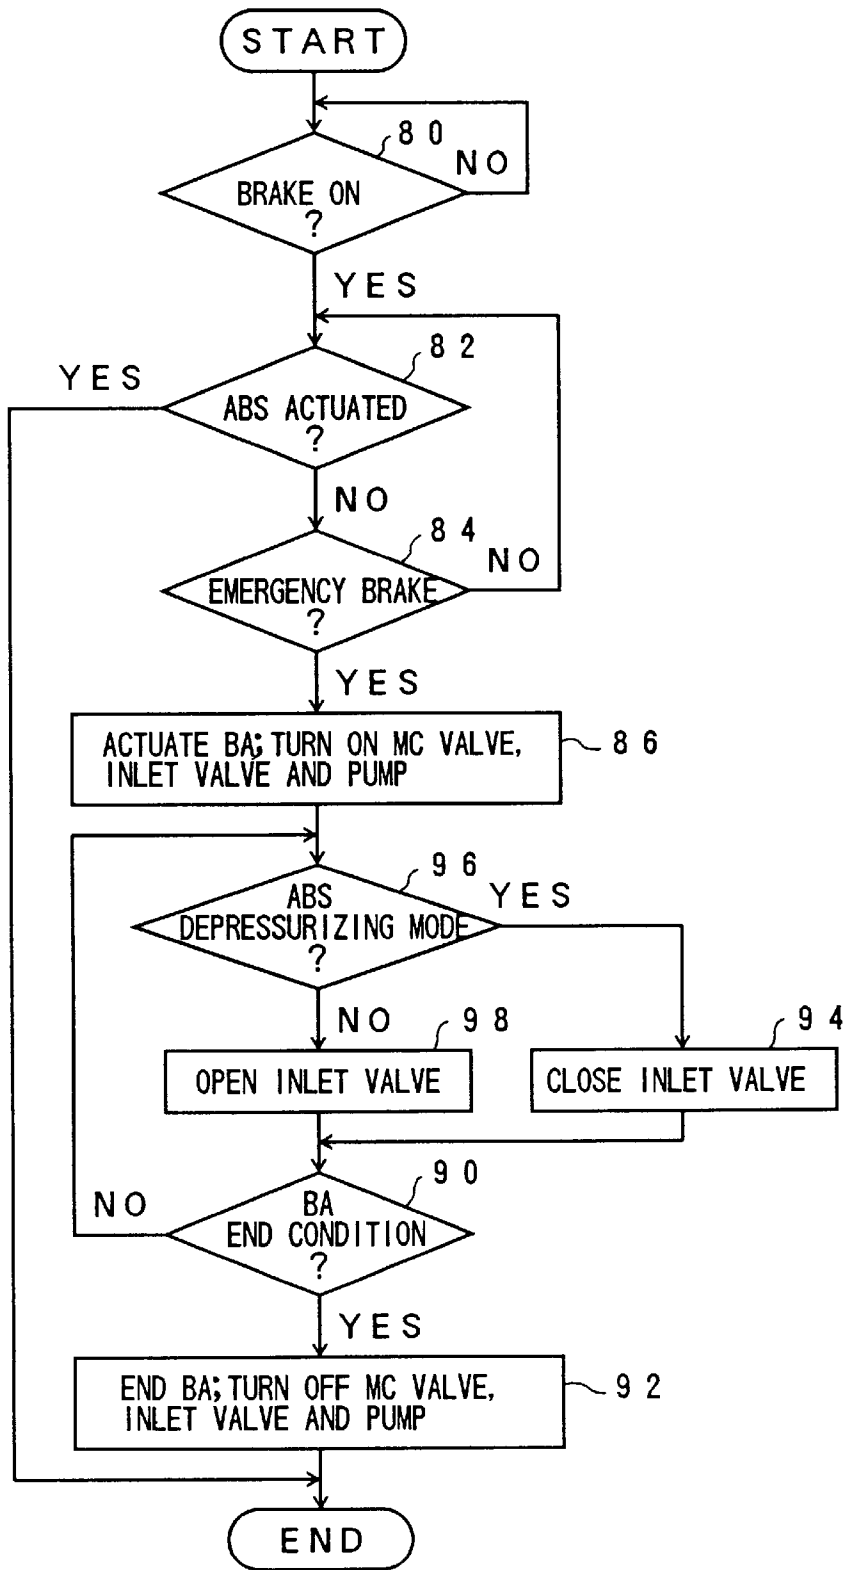 START
80
NO
BRAKE ON
?
YES
82
YES
ABS ACTUATED
?
NO
84
NO
EMERGENCY BRAKE
?
YES
ACTUATE BA;TURN ON MC VALVE,
INLET VALVE AND PUMP
86
96
ABS
YES
DEPRESSURIZING MODE
?
NO
98
94
OPEN INLET VALVE
CLOSE INLET VALVE
90
NO
BA
END CONDITION
?
YES
END BA;TURN OFF MC VALVE,
INLET VALVE AND PUMP
92
END